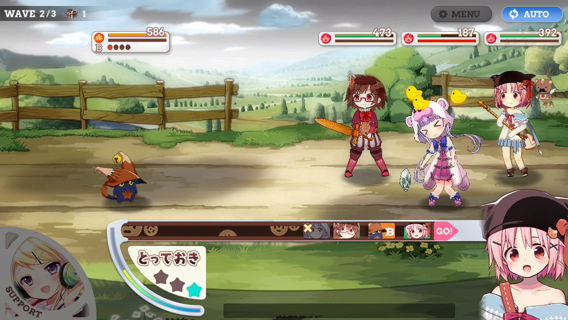 WAVE 2/3
1
MENU
AUTO
586
B
473
187
392
B
GO!
とっておき
SUPPORT